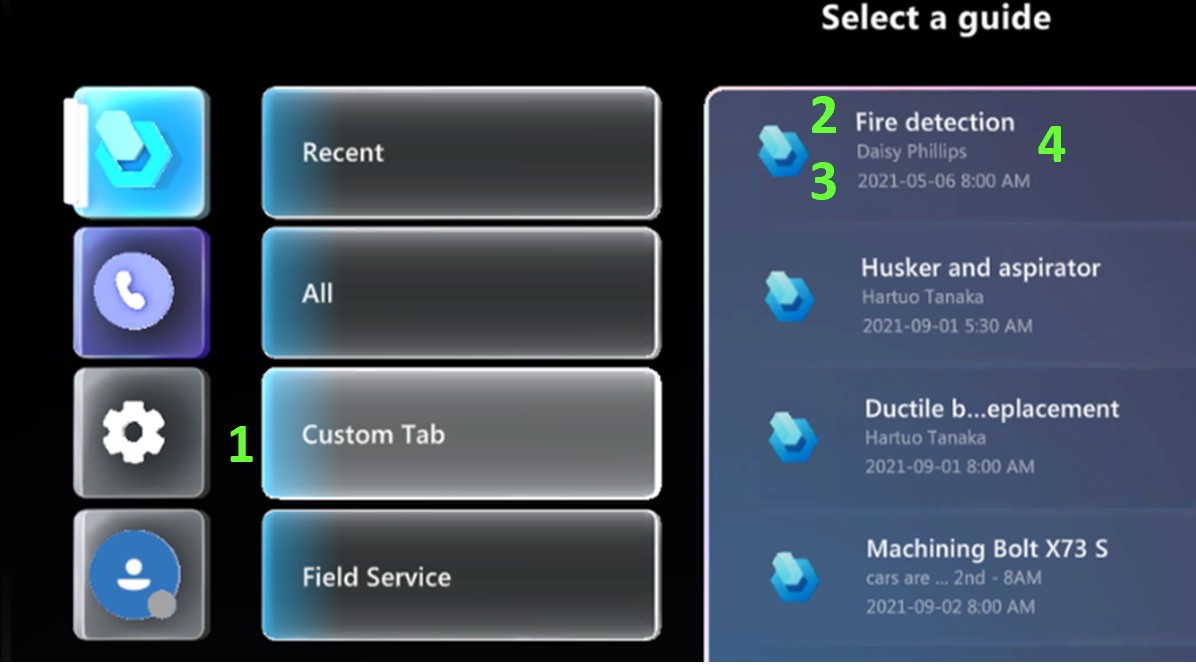 Select a guide
Recent
All
1 Custom Tab
Field Service
2 Fire detection
Daisy Phillips 4
3 2021-05-06 8:00 AM
Husker and aspirator
Hartuo Tanaka
2021-09-01 5:30 AM
Ductile b...eplacement
Hartuo Tanaka
2021-09-01 8:00 AM
Machining Bolt X73 S
cars are ... 2nd - 8AM
2021-09-02 8:00 AM